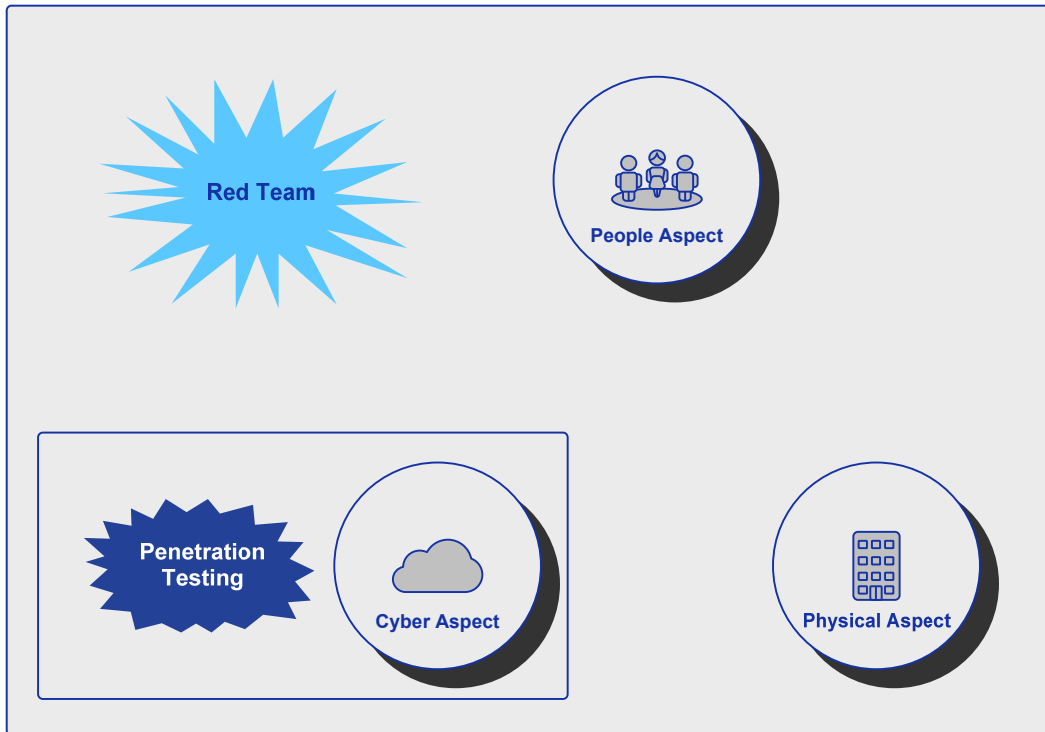 Red Team
People Aspect
Penetration
Testing
Cyber Aspect
Physical Aspect